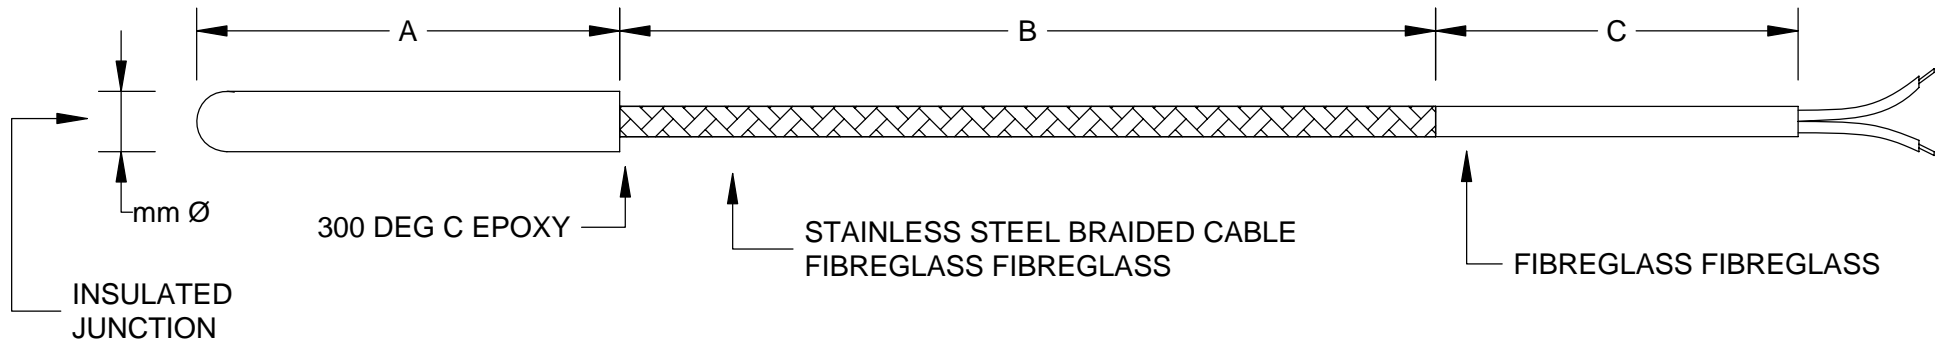 A
B
C
mm Ø
300 DEG C EPOXY
STAINLESS STEEL BRAIDED CABLE
FIBREGLASS FIBREGLASS
FIBREGLASS FIBREGLASS
INSULATED
JUNCTION